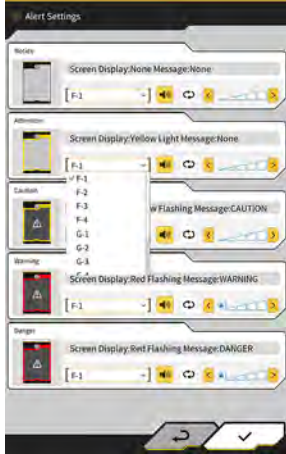 Alert Settings
Notice
Screen Display:None Message:None
F-1
Attention
Screen Display:Yellow Light Message:None
F-1
F-1
F-2
F-3
F-4
G-1
G-2
G-3
Caution
w Flashing Message:CAUTION
Warning
Screen Display:Red Flashing Message:WARNING
F-1
Danger
Screen Display:Red Flashing Message:DANGER
F-1